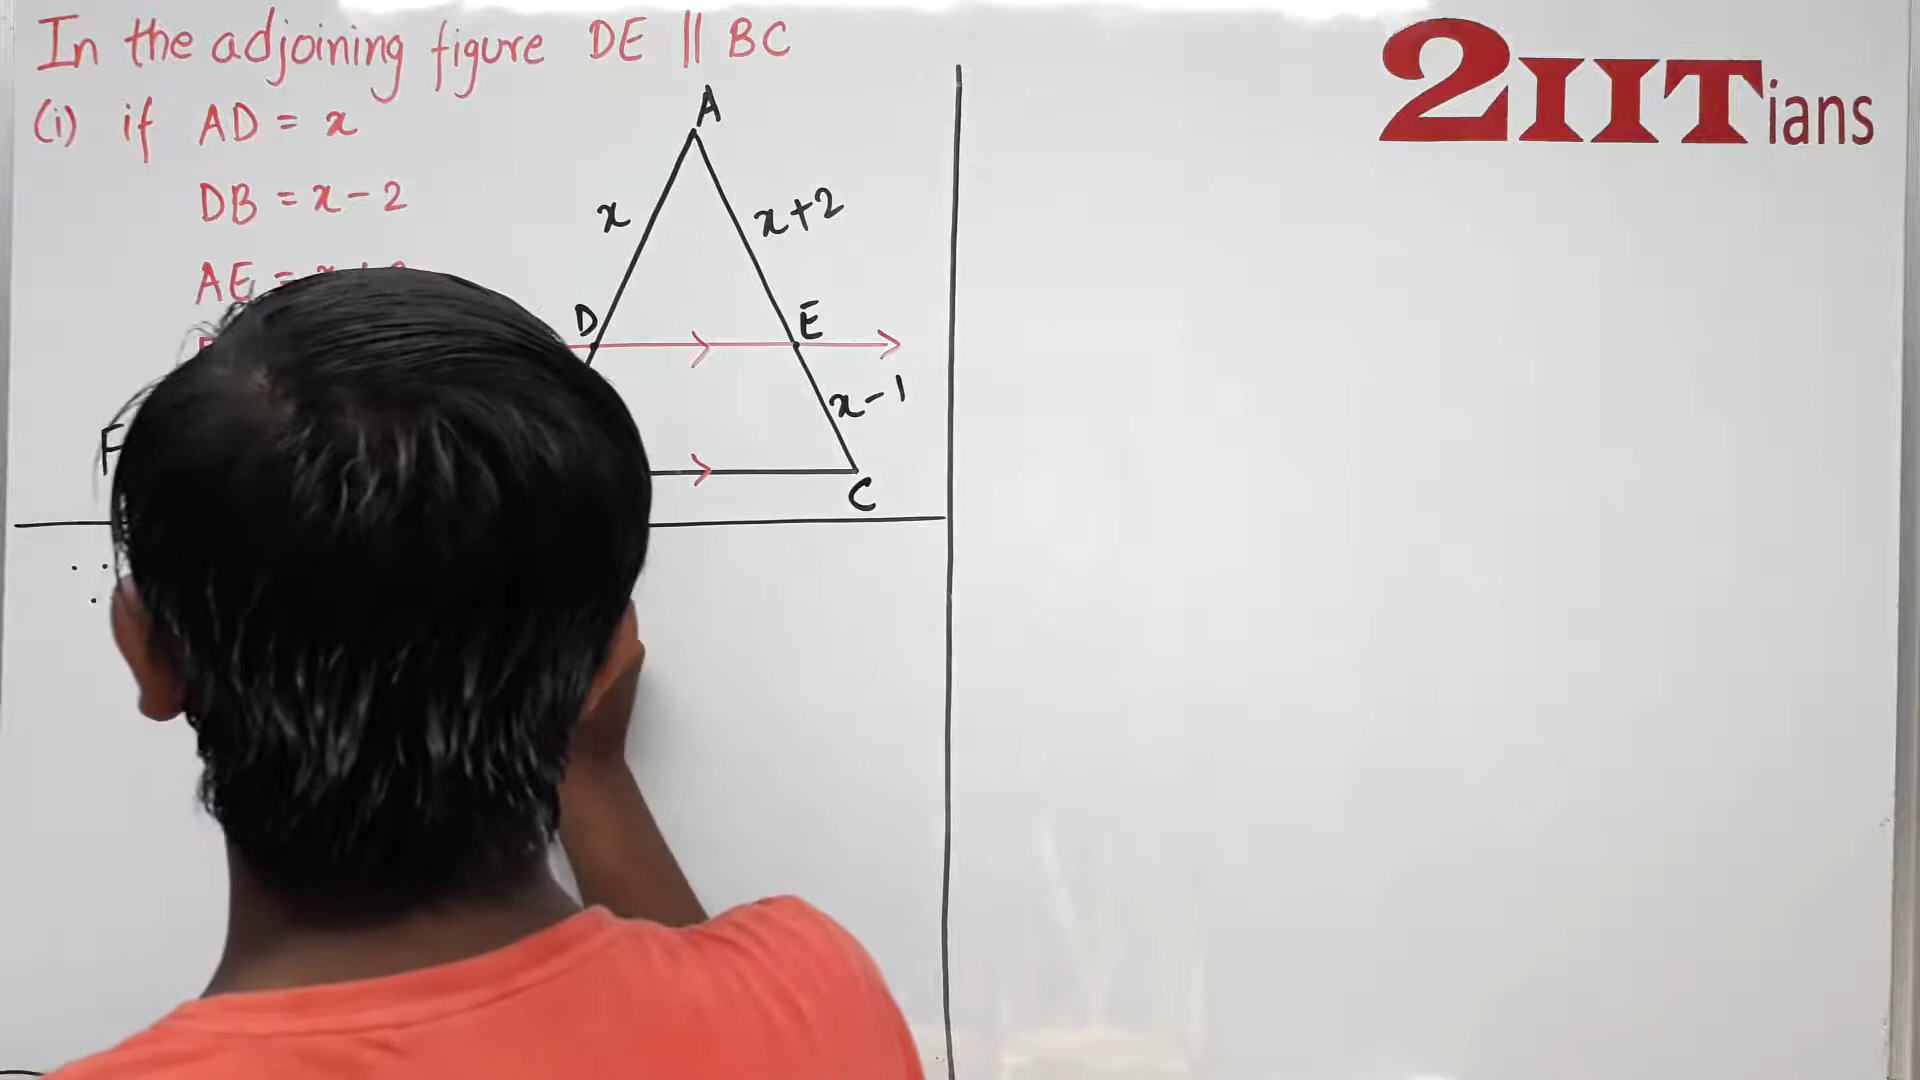 In the adjoining figure DE || BC
(i) if AD = x
DB = x - 2
AE =
A
x
x+2
D
E
x-1
C
∴
2IITians